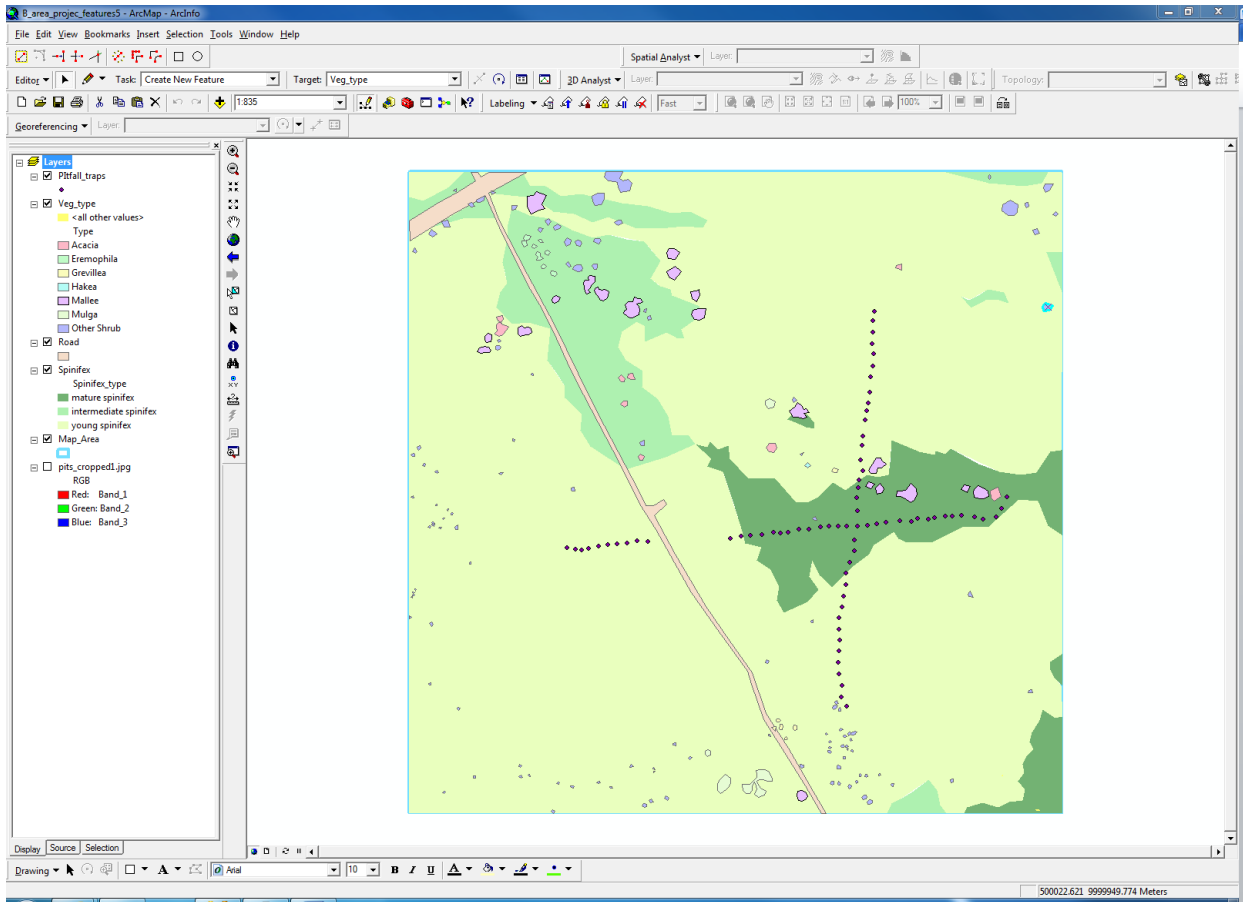 B_area_projec_features5 - ArcMap - ArcInfo
File Edit View Bookmarks Insert Selection Tools Window Help
Spatial Analyst Layer:
Editor Task: Create New Feature Target: Veg_type 3D Analyst Layer: Topology:
1:835 Labeling Fast 100%
Georeferencing Layer:
Layers
PItfall_traps
Veg_type
<all other values>
Type
Acacia
Eremophila
Grevillea
Hakea
Mallee
Mulga
Other Shrub
Road
Spinifex
Spinifex_type
mature spinifex
intermediate spinifex
young spinifex
Map_Area
pits_cropped1.jpg
RGB
Red: Band_1
Green: Band_2
Blue: Band_3
XY
Display Source Selection
Drawing A Arial 10 B I U A
500022.621 9999949.774 Meters